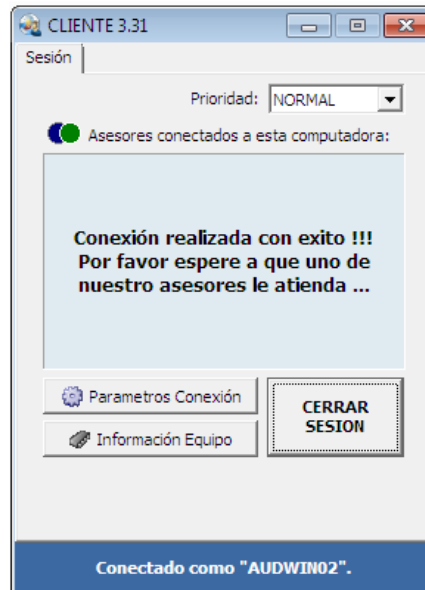 CLIENTE 3.31
Sesión
Prioridad: NORMAL
Asesores conectados a esta computadora:
Conexión realizada con exito !!!
Por favor espere a que uno de
nuestro asesores le atienda ...
Parametros Conexión
Información Equipo
CERRAR
SESION
Conectado como "AUDWIN02".